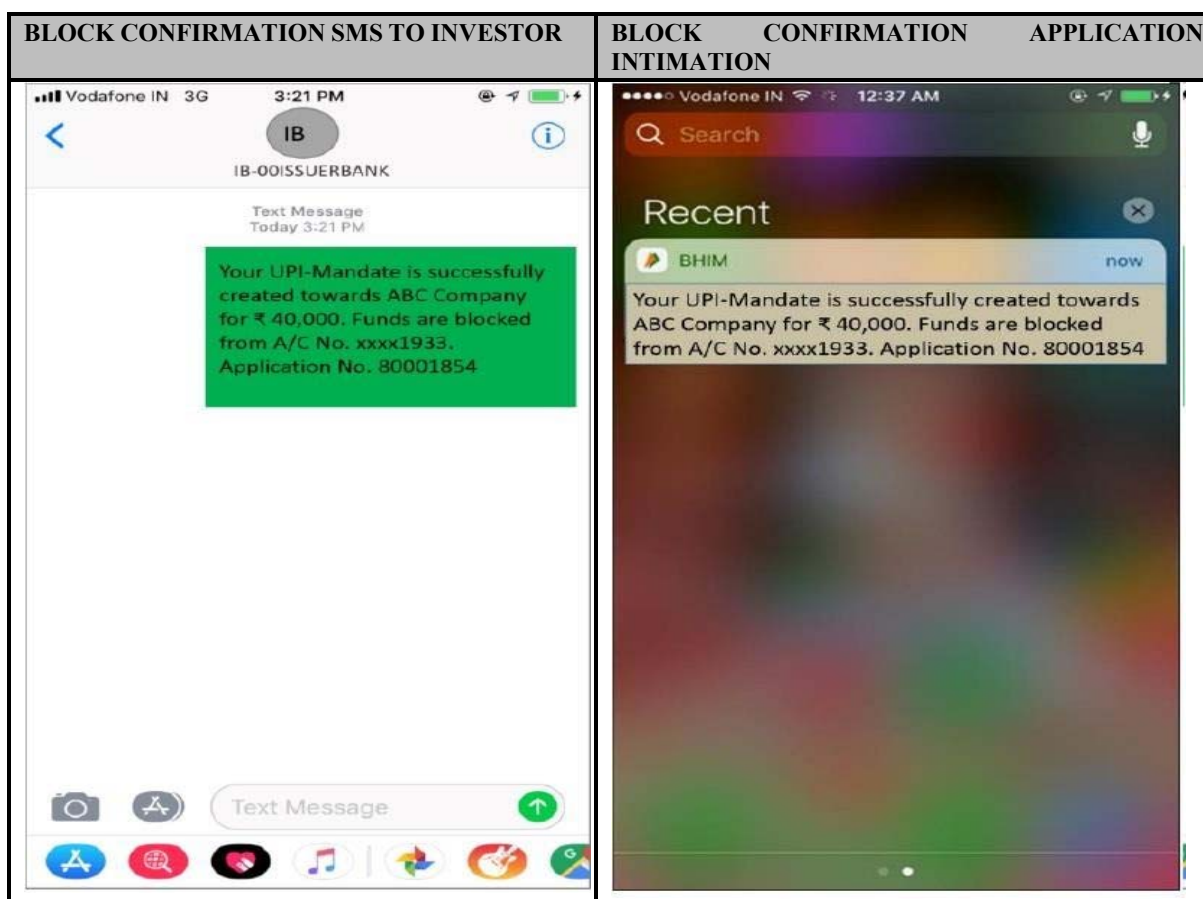 BLOCK CONFIRMATION SMS TO INVESTOR
BLOCK CONFIRMATION APPLICATION
INTIMATION
Vodafone IN 3G 3:21 PM
IB
IB-00ISSUERBANK
Text Message
Today 3:21 PM
Your UPI-Mandate is successfully
created towards ABC Company
for ₹ 40,000. Funds are blocked
from A/C No. xxxx1933.
Application No. 80001854
Text Message
Vodafone IN 12:37 AM
Search
Recent
BHIM now
Your UPI-Mandate is successfully created towards
ABC Company for ₹ 40,000. Funds are blocked
from A/C No. xxxx1933. Application No. 80001854